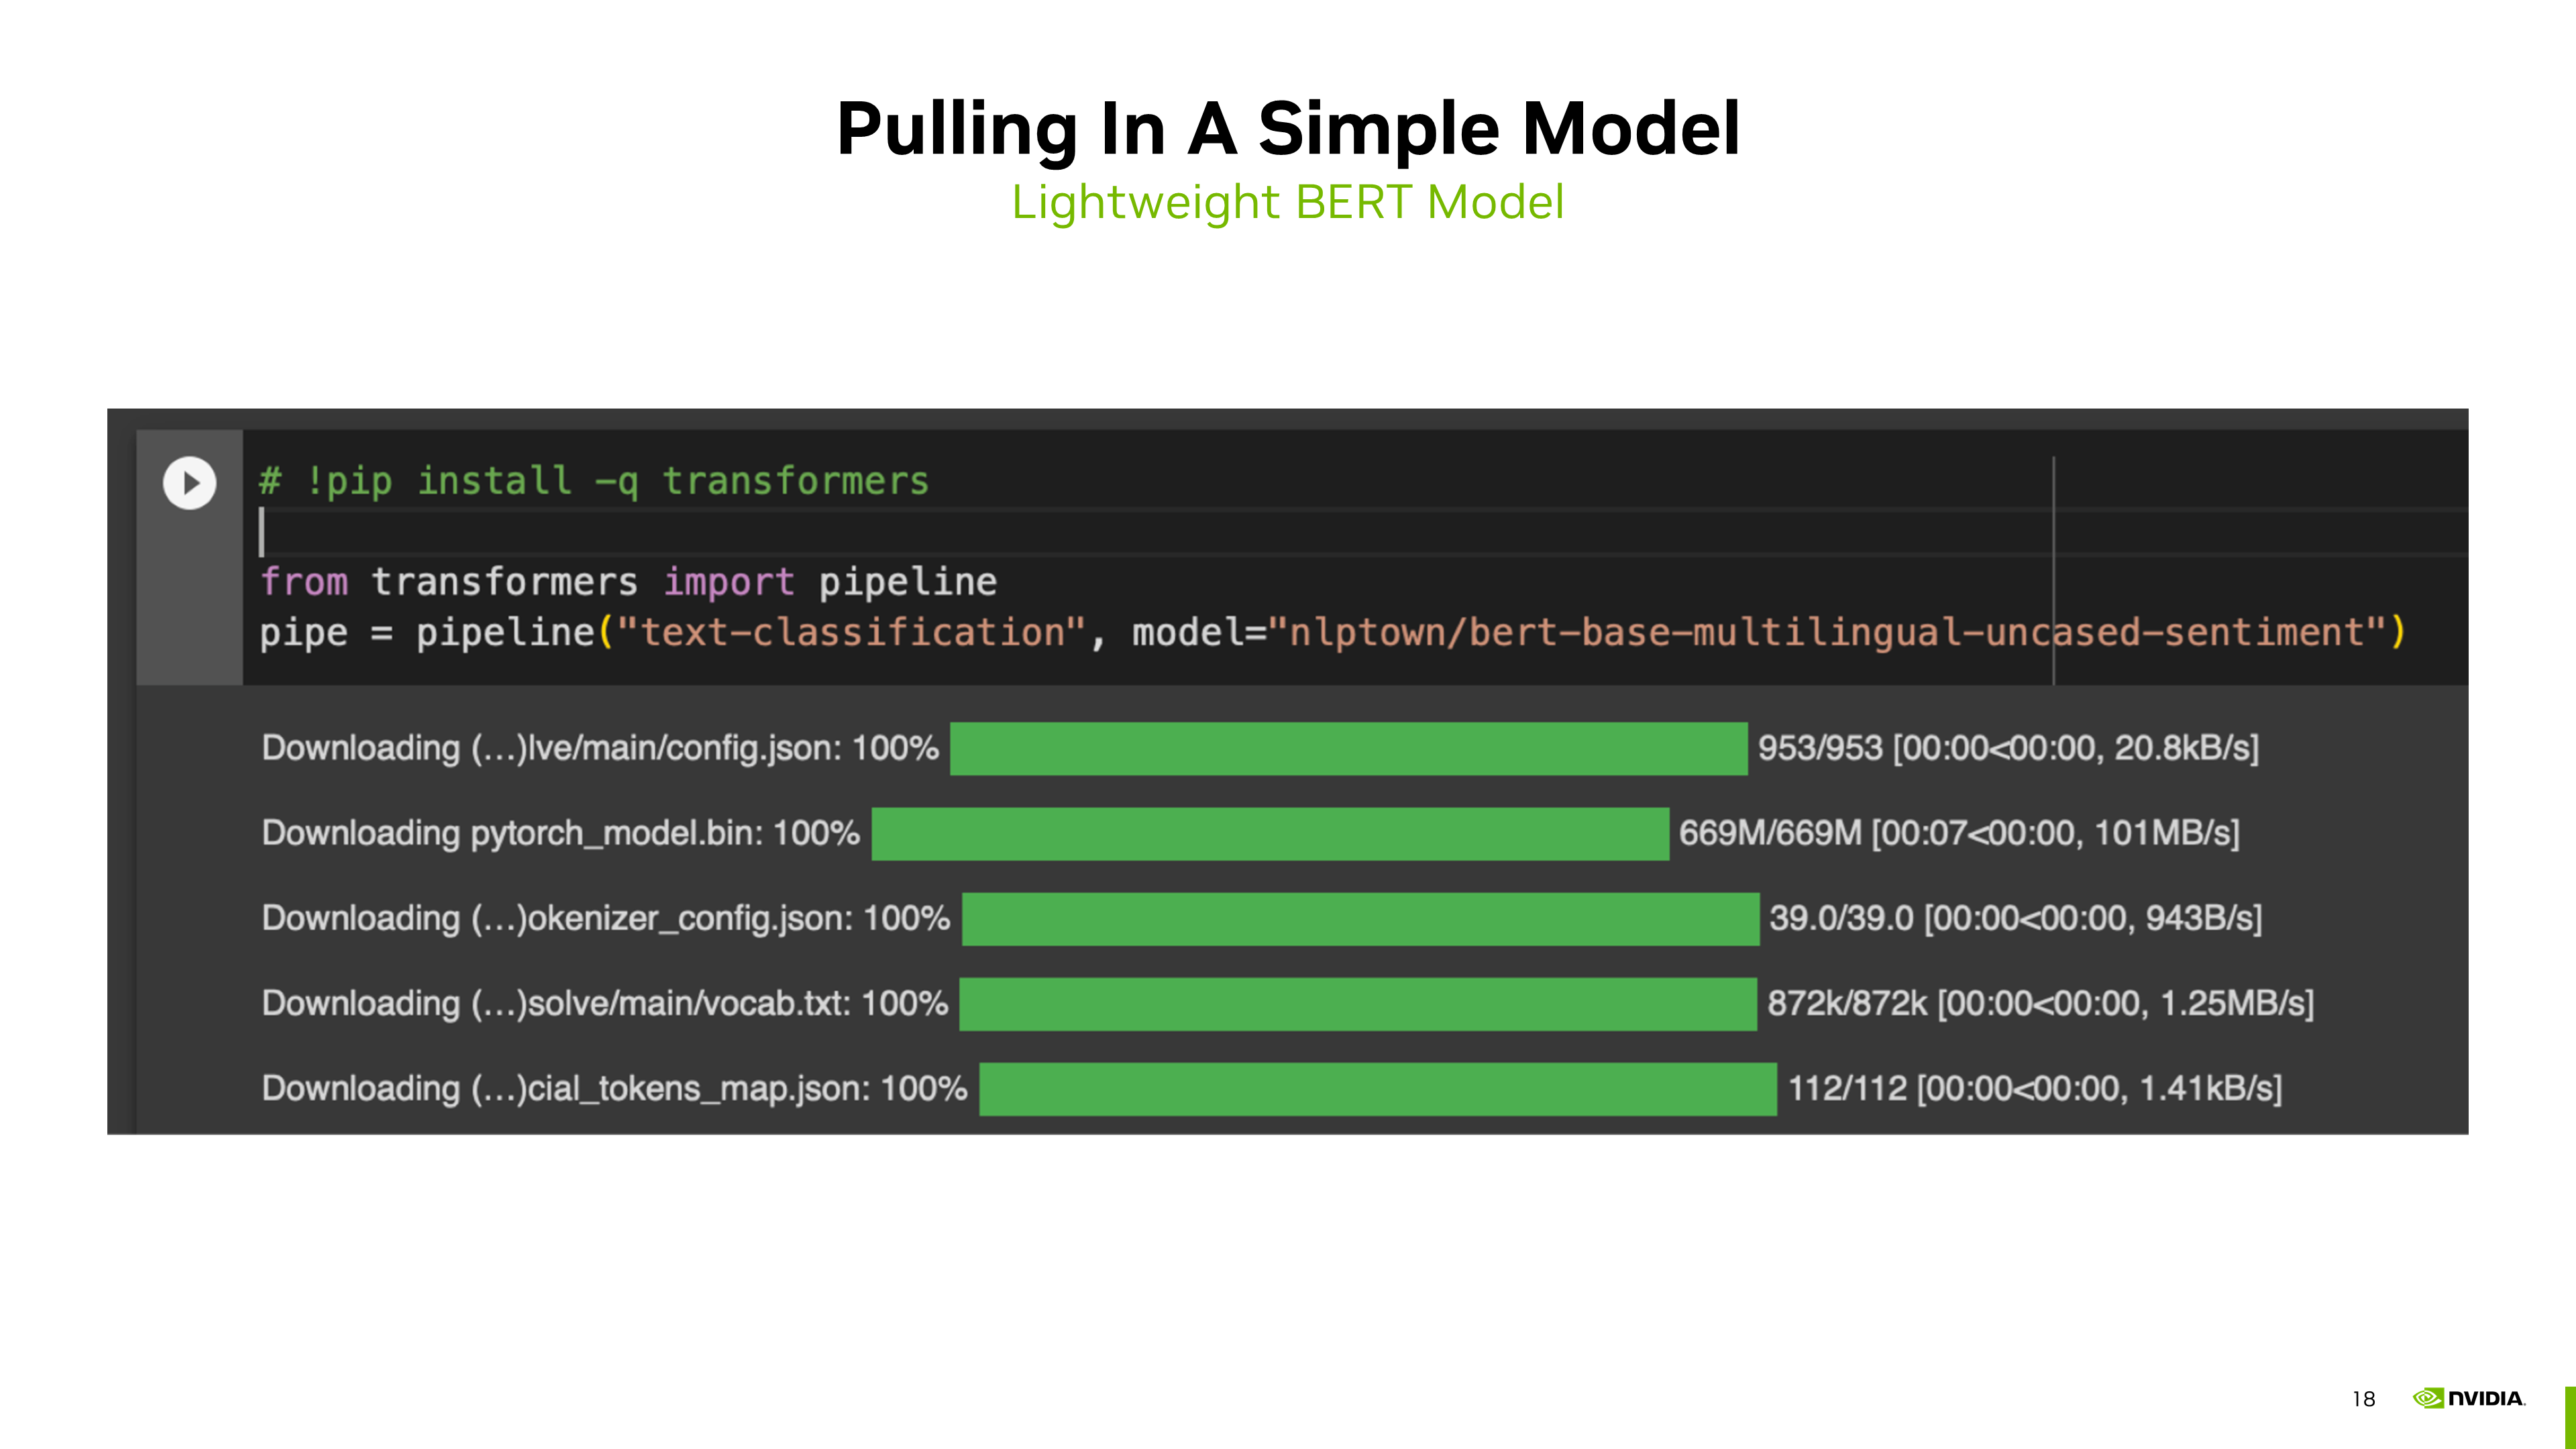 Pulling In A Simple Model
Lightweight BERT Model
# !pip install -q transformers
from transformers import pipeline
pipe = pipeline("text-classification", model="nlptown/bert-base-multilingual-uncased-sentiment")
Downloading (…)lve/main/config.json: 100% 953/953 [00:00<00:00, 20.8kB/s]
Downloading pytorch_model.bin: 100% 669M/669M [00:07<00:00, 101MB/s]
Downloading (…)okenizer_config.json: 100% 39.0/39.0 [00:00<00:00, 943B/s]
Downloading (…)solve/main/vocab.txt: 100% 872k/872k [00:00<00:00, 1.25MB/s]
Downloading (…)cial_tokens_map.json: 100% 112/112 [00:00<00:00, 1.41kB/s]
18 NVIDIA.